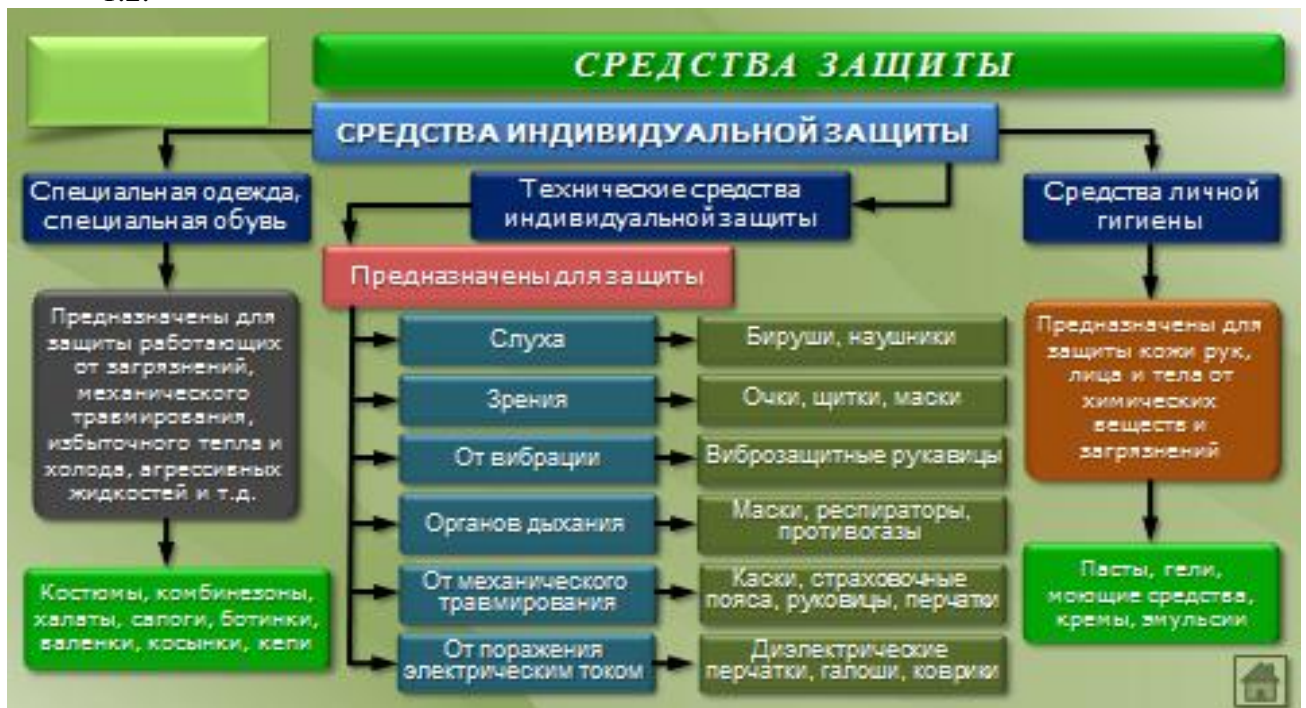 СРЕДСТВА ЗАЩИТЫ
СРЕДСТВА ИНДИВИДУАЛЬНОЙ ЗАЩИТЫ
Специальная одежда,
специальная обувь
Предназначены для
защиты работающих
от загрязнений,
механического
травмирования,
избыточного тепла и
холода, агрессивных
жидкостей и т.д.
Костюмы, комбинезоны,
халаты, сапоги, ботинки,
валенки, косынки, кепи
Технические средства
индивидуальной защиты
Предназначены для защиты
Слуха
Бируши, наушники
Зрения
Очки, щитки, маски
От вибрации
Виброзащитные рукавицы
Органов дыхания
Маски, респираторы,
противогазы
От механического
травмирования
Каски, страховочные
пояса, руковицы, перчатки
От поражения
электрическим током
Диэлектрические
перчатки, галоши, коврики
Средства личной
гигиены
Предназначены для
защиты кожи рук,
лица и тела от
химических
веществ и
загрязнений
Пасты, гели,
моющие средства,
кремы, эмульсии